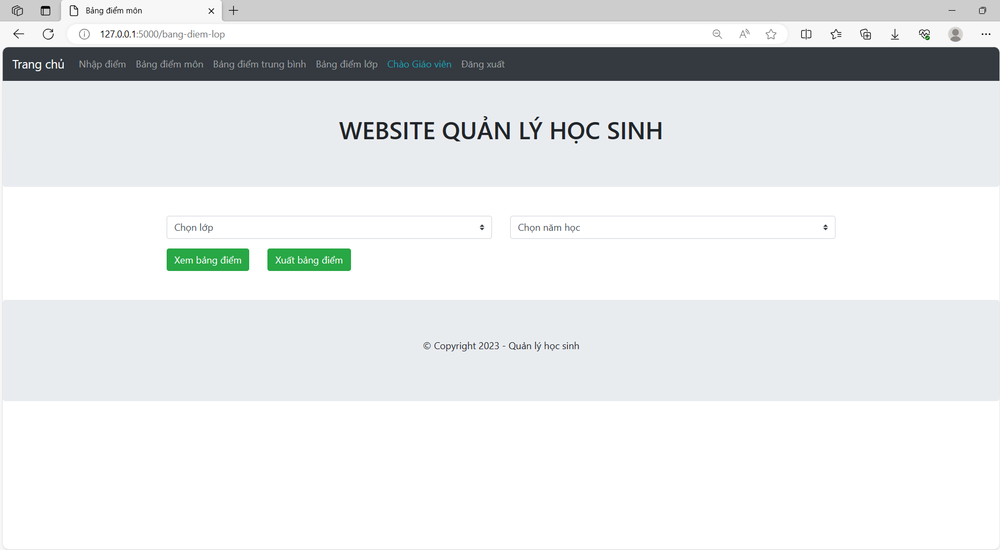 Bảng điểm môn
127.0.0.1:5000/bang-diem-lop
Trang chủ Nhập điểm Bảng điểm môn Bảng điểm trung bình Bảng điểm lớp Chào Giáo viên Đăng xuất
WEBSITE QUẢN LÝ HỌC SINH
Chọn lớp Chọn năm học
Xem bảng điểm Xuất bảng điểm
© Copyright 2023 - Quản lý học sinh